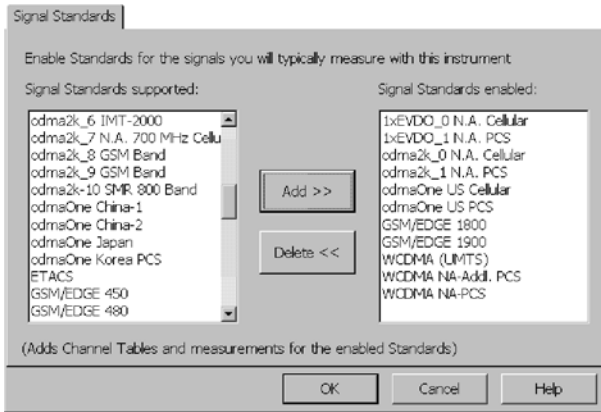 Signal Standards
Enable Standards for the signals you will typically measure with this instrument
Signal Standards supported:
cdma2k_6 IMT-2000
cdma2k_7 N.A. 700 MHz Cellu
cdma2k_8 GSM Band
cdma2k_9 GSM Band
cdma2k-10 SMR 800 Band
cdmaOne China-1
cdmaOne China-2
cdmaOne Japan
cdmaOne Korea PCS
ETACS
GSM/EDGE 450
GSM/EDGE 480
Add >>
Delete <<
Signal Standards enabled:
1xEVDO_0 N.A. Cellular
1xEVDO_1 N.A. PCS
cdma2k_0 N.A. Cellular
cdma2k_1 N.A. PCS
cdmaOne US Cellular
cdmaOne US PCS
GSM/EDGE 1800
GSM/EDGE 1900
WCDMA (UMTS)
WCDMA NA-Addl. PCS
WCDMA NA-PCS
(Adds Channel Tables and measurements for the enabled Standards)
OK
Cancel
Help